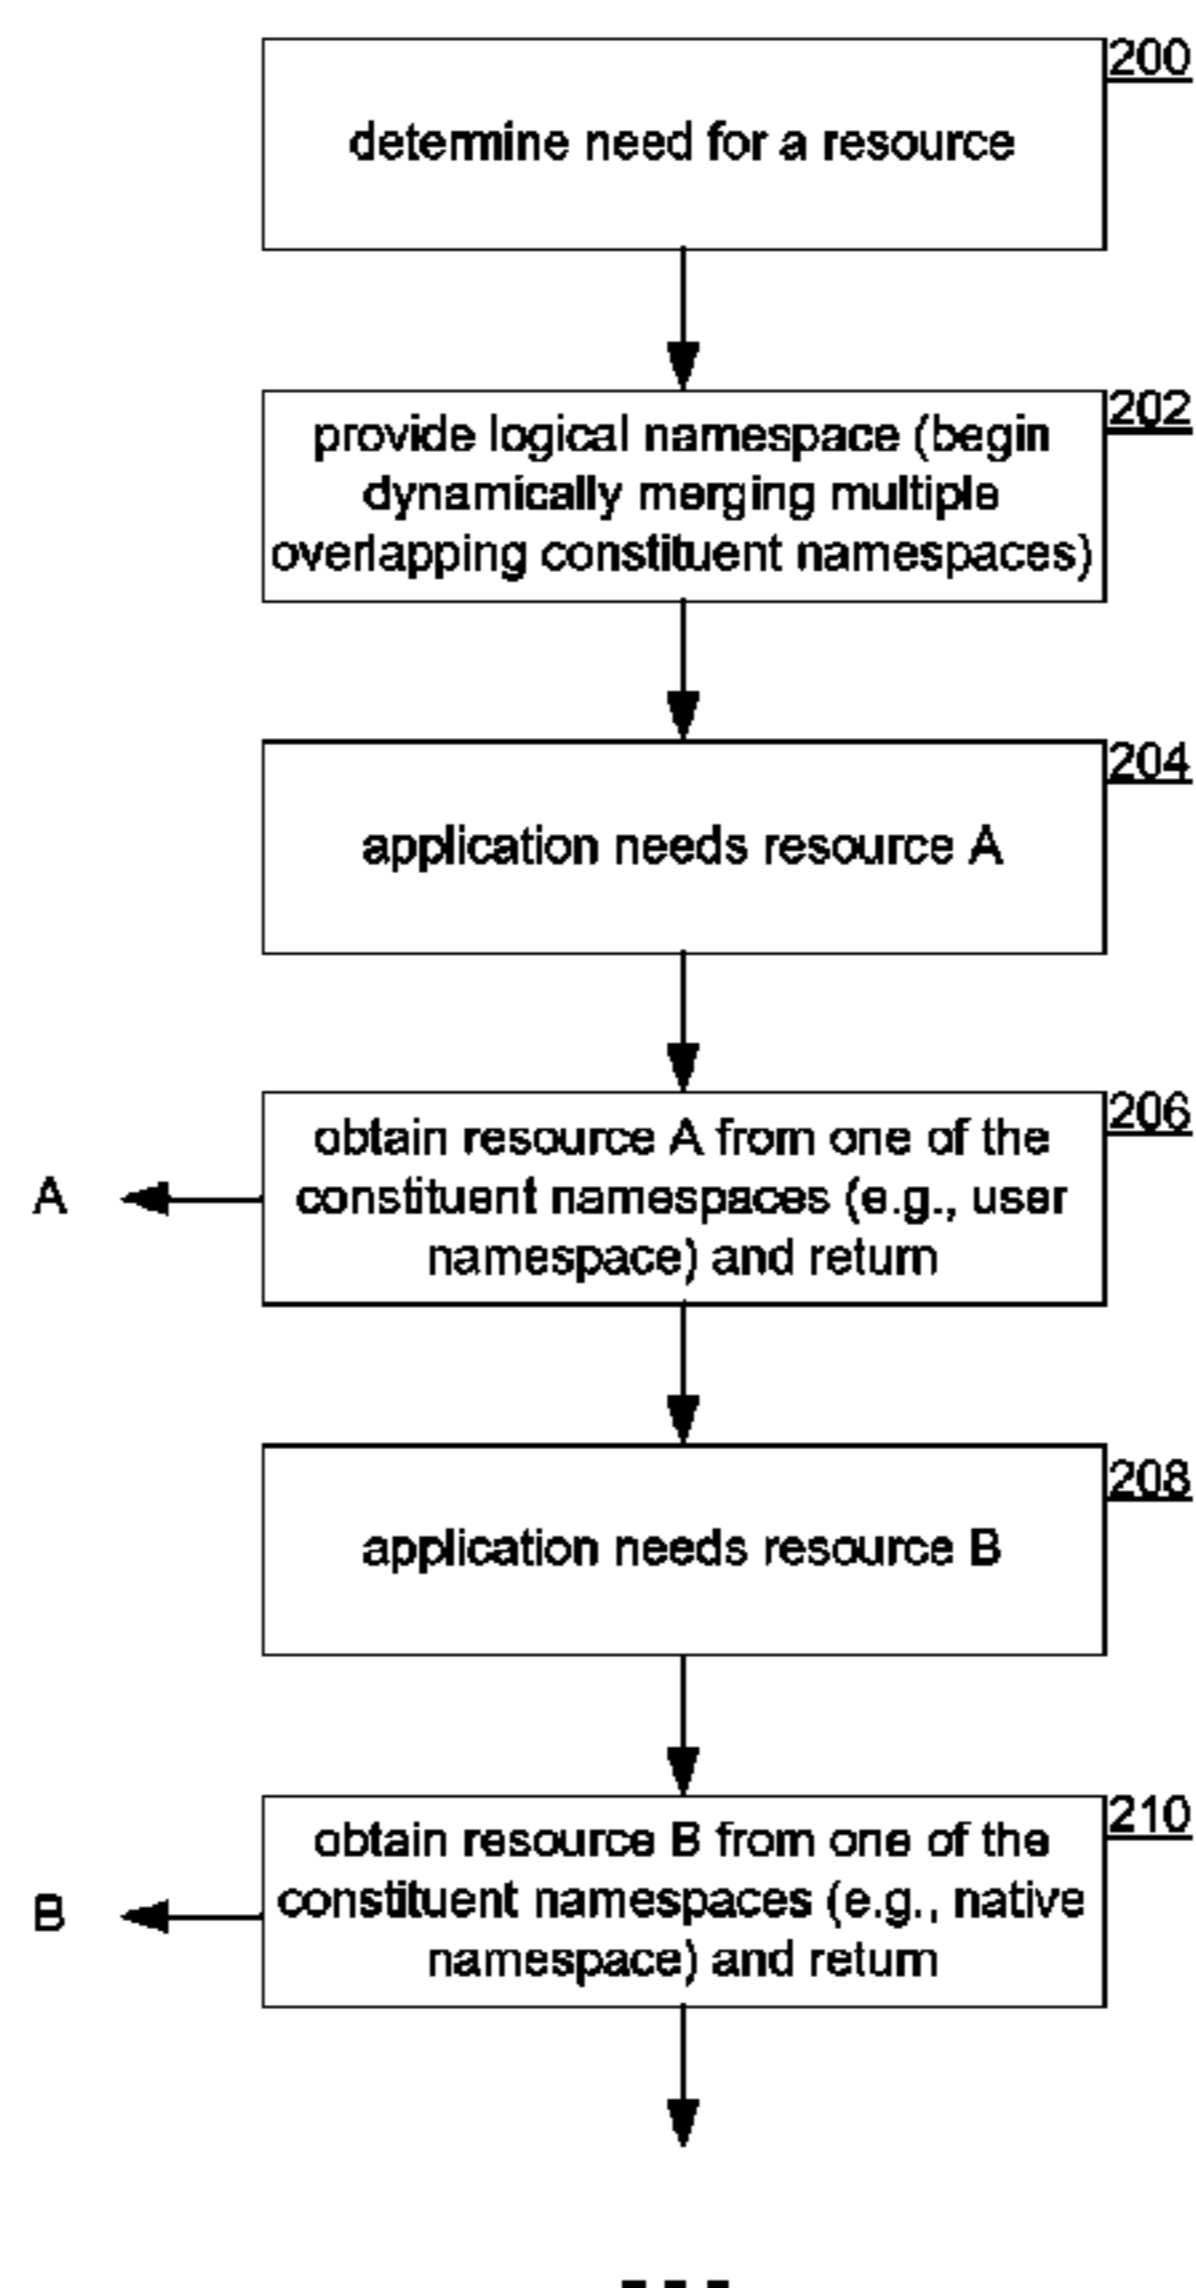 200
determine need for a resource
202
provide logical namespace (begin
dynamically merging multiple
overlapping constituent namespaces)
204
application needs resource A
206
obtain resource A from one of the
constituent namespaces (e.g., user
namespace) and return
A
208
application needs resource B
210
obtain resource B from one of the
constituent namespaces (e.g., native
namespace) and return
B
...